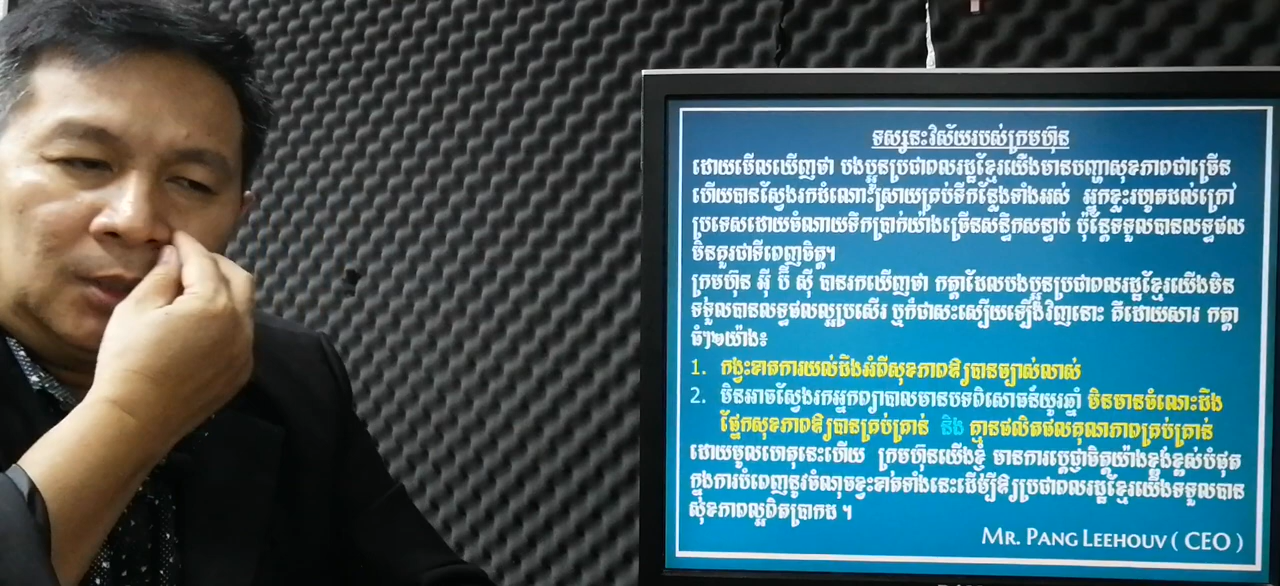 ទស្សនៈវិស័យរបស់ក្រុមហ៊ុន
ដោយមើលឃើញថា បងប្អូនប្រជាពលរដ្ឋខ្មែរយើងមានបញ្ហាសុខភាពជាច្រើន
ហើយបានស្វែងរកដំណោះស្រាយគ្រប់ទីកន្លែងទាំងអស់ អ្នកខ្លះរហូតដល់ក្រៅ
ប្រទេសដោយចំណាយទឹកប្រាក់យ៉ាងច្រើនសន្ធឹកសន្ធាប់ ប៉ុន្តែទទួលបានលទ្ធផល
មិនគួរជាទីពេញចិត្ត។
ក្រុមហ៊ុន អ៊ី ប៊ី ស៊ី បានរកឃើញថា កត្តាដែលបងប្អូនប្រជាពលរដ្ឋខ្មែរយើងមិន
ទទួលបានលទ្ធផលល្អប្រសើរ ឬក៏ជាសះស្បើយឡើងវិញនោះ គឺដោយសារ កត្តា
ធំៗ២យ៉ាង៖
1. កង្វះខាតការយល់ដឹងអំពីសុខភាពឱ្យបានច្បាស់លាស់
2. មិនអាចស្វែងរកអ្នកព្យាបាលមានបទពិសោធន៍យូរឆ្នាំ មិនមានចំណេះដឹង
ផ្នែកសុខភាពឱ្យបានគ្រប់គ្រាន់ និង គ្មានផលិតផលគុណភាពគ្រប់គ្រាន់
ដោយមូលហេតុនេះហើយ ក្រុមហ៊ុនយើងខ្ញុំ មានការប្ដេជ្ញាចិត្តយ៉ាងខ្ពង់ខ្ពស់បំផុត
ក្នុងការបំពេញនូវចំណុចខ្វះខាតទាំងនេះដើម្បីឱ្យប្រជាពលរដ្ឋខ្មែរយើងទទួលបាន
សុខភាពល្អពិតប្រាកដ ។
MR. PANG LEEHOUV ( CEO )